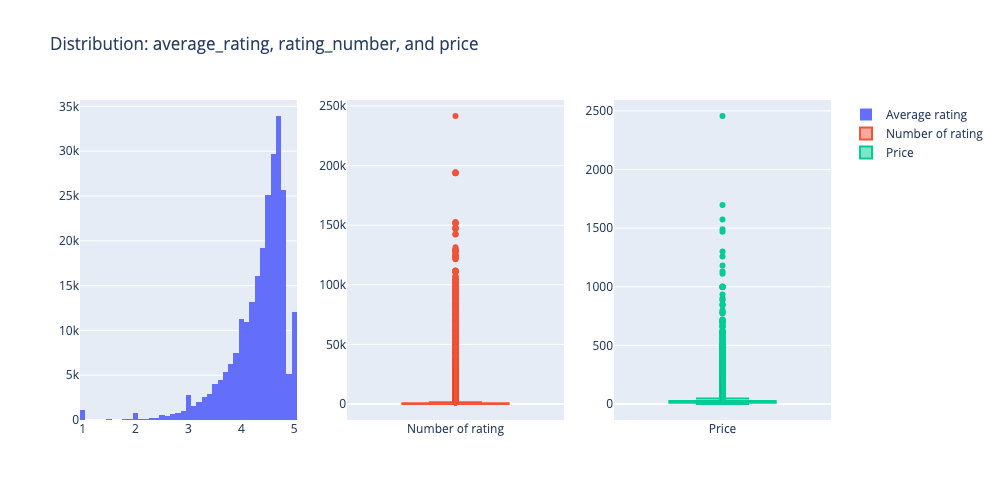 Distribution: average_rating, rating_number, and price
35k
30k
25k
20k
15k
10k
5k
0
1 2 3 4 5
250k
200k
150k
100k
50k
0
Number of rating
2500
2000
1500
1000
500
0
Price
Average rating
Number of rating
Price